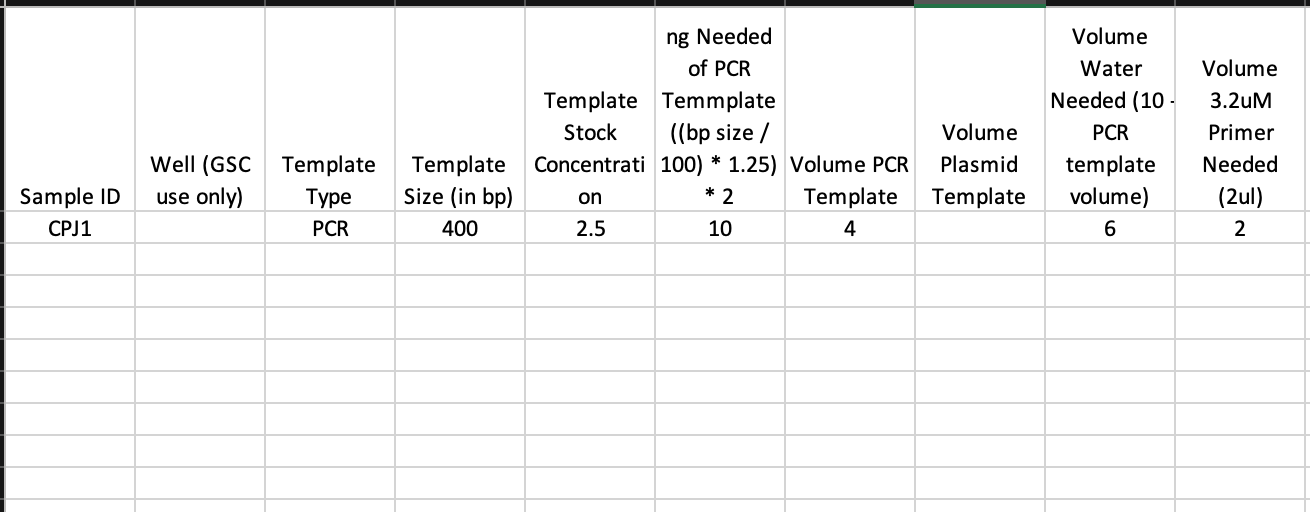 Sample ID
Well (GSC
use only)
Template
Type
Template
Size (in bp)
Template
Stock
Concentrati
on
ng Needed
of PCR
Temmplate
((bp size /
100) * 1.25)
* 2
Volume PCR
Template
Volume
Plasmid
Template
Volume
Water
Needed (10 -
PCR
template
volume)
Volume
3.2uM
Primer
Needed
(2ul)
CPJ1 PCR 400 2.5 10 4 6 2